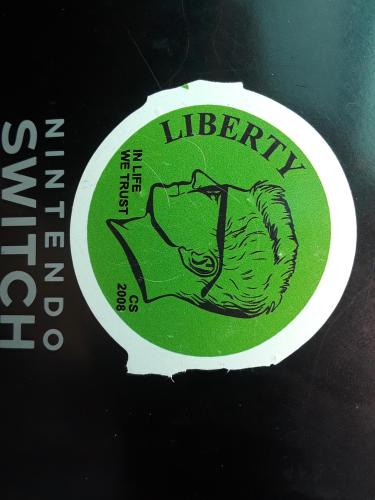 LIBERTY
IN LIFE
WE TRUST
CS
2008
NINTENDO
SWITCH